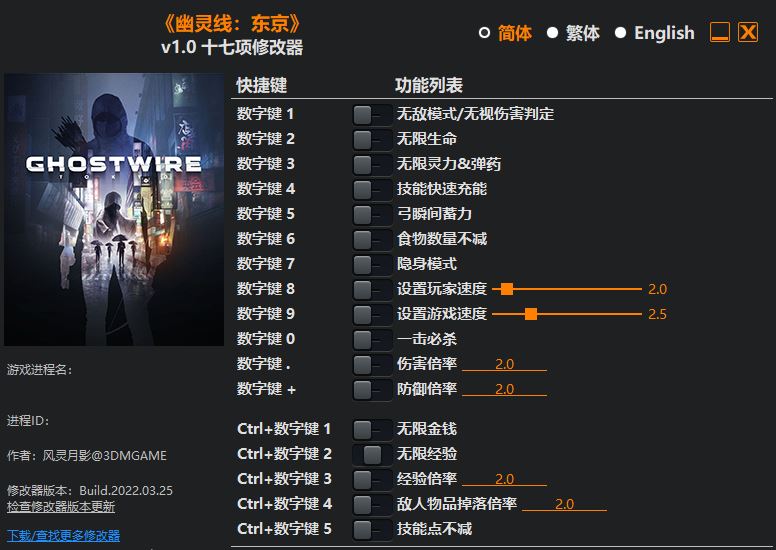 《幽灵线：东京》
v1.0 十七项修改器
简体 繁体 English
GHOSTWIRE
TOKYO
快捷键 功能列表
数字键 1 无敌模式/无视伤害判定
数字键 2 无限生命
数字键 3 无限灵力&弹药
数字键 4 技能快速充能
数字键 5 弓瞬间蓄力
数字键 6 食物数量不减
数字键 7 隐身模式
数字键 8 设置玩家速度 2.0
数字键 9 设置游戏速度 2.5
数字键 0 一击必杀
数字键 . 伤害倍率 2.0
数字键 + 防御倍率 2.0
Ctrl+数字键 1 无限金钱
Ctrl+数字键 2 无限经验
Ctrl+数字键 3 经验倍率 2.0
Ctrl+数字键 4 敌人物品掉落倍率 2.0
Ctrl+数字键 5 技能点不减
游戏进程名：
进程ID：
作者：风灵月影@3DMGAME
修改器版本：Build.2022.03.25
检查修改器版本更新
下载/查找更多修改器